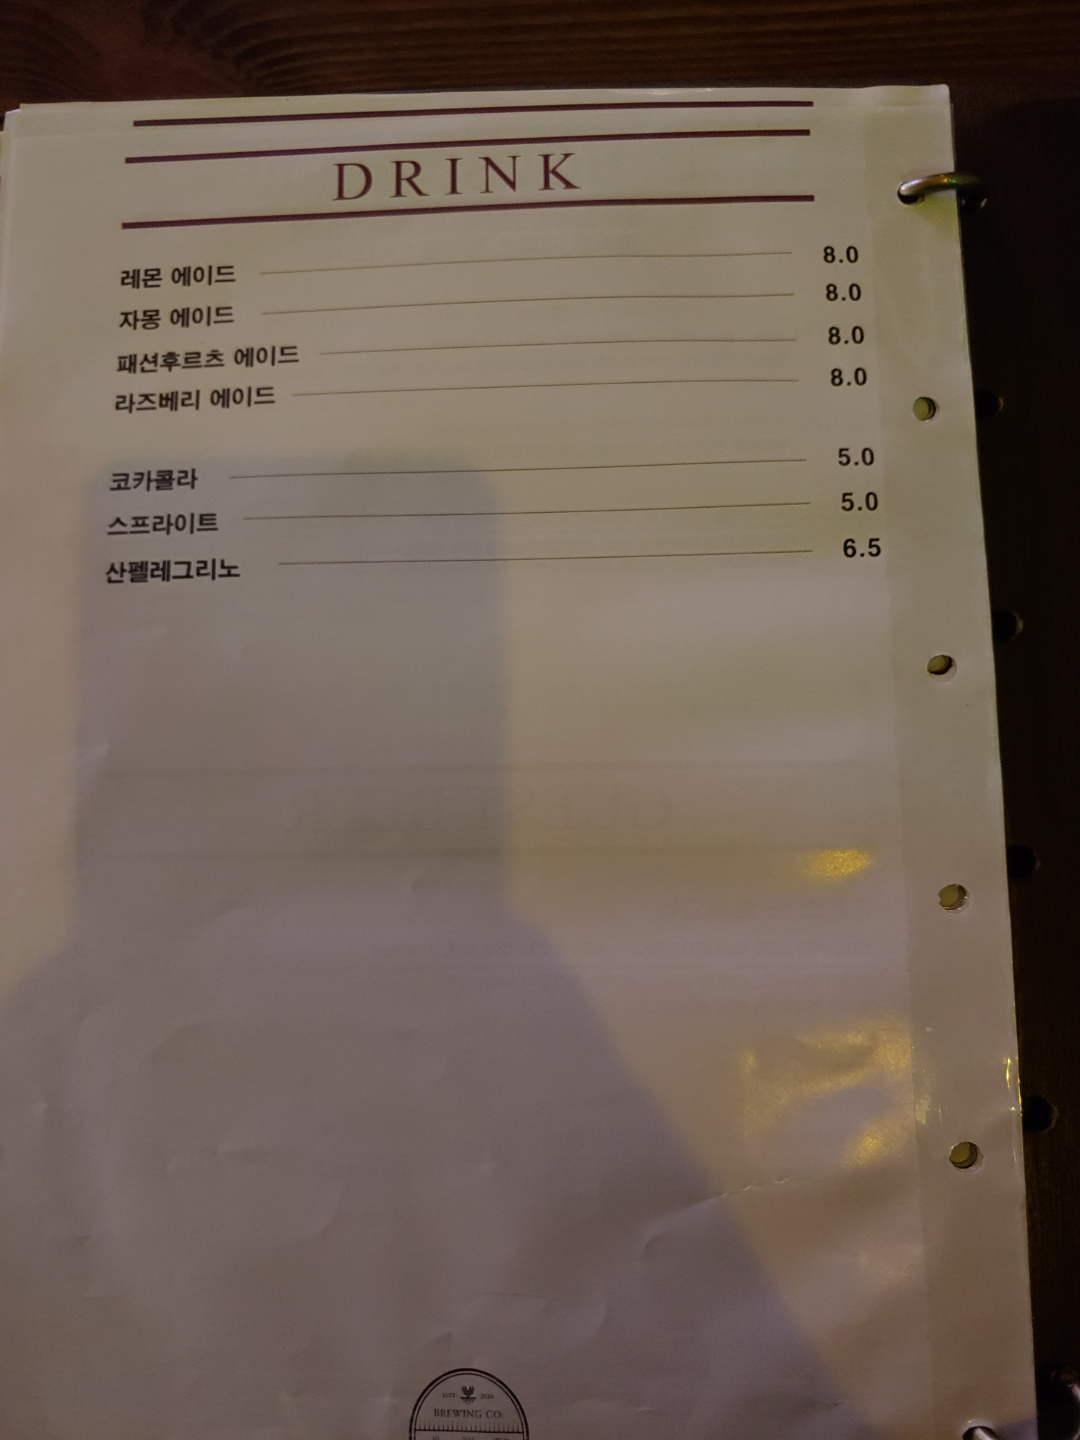 DRINK
레몬 에이드 8.0
자몽 에이드 8.0
패션후르츠 에이드 8.0
라즈베리 에이드 8.0
코카콜라 5.0
스프라이트 5.0
산펠레그리노 6.5
BREWING CO.